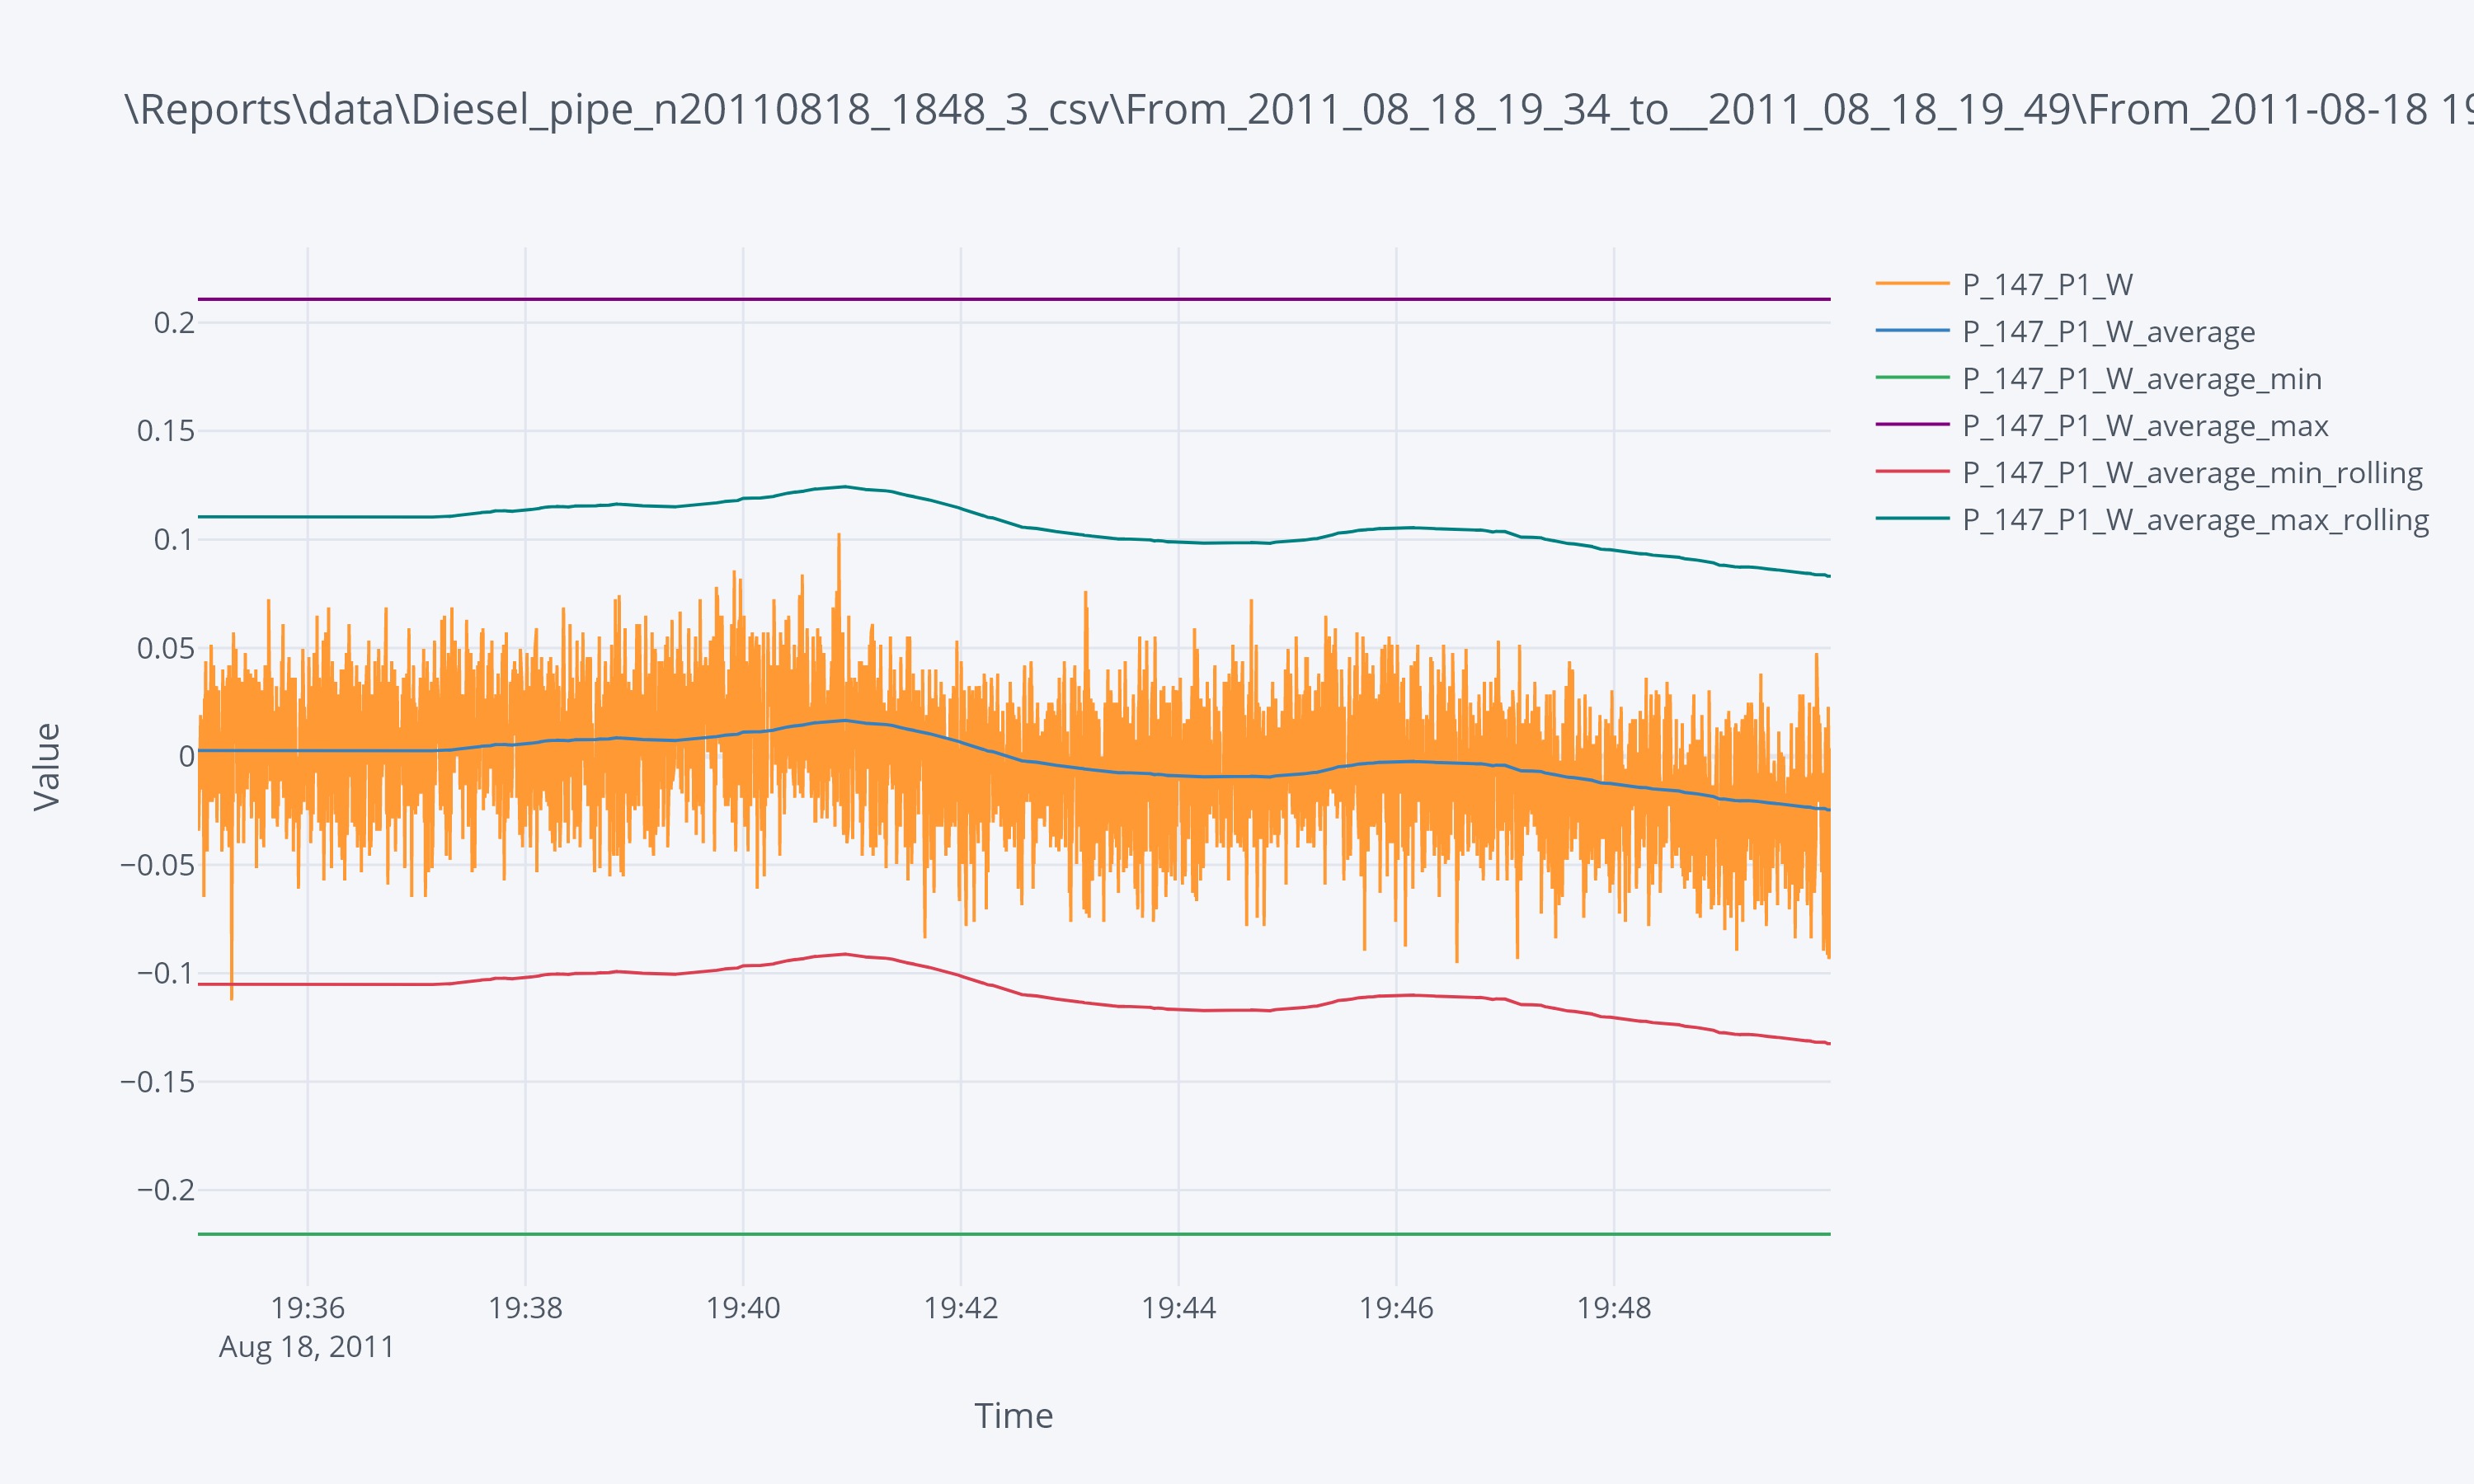 \Reports\data\Diesel_pipe_n20110818_1848_3_csv\From_2011_08_18_19_34_to__2011_08_18_19_49\From_2011-08-18 19
P_147_P1_W
P_147_P1_W_average
P_147_P1_W_average_min
P_147_P1_W_average_max
P_147_P1_W_average_min_rolling
P_147_P1_W_average_max_rolling
0.2
0.15
0.1
0.05
0
−0.05
−0.1
−0.15
−0.2
Value
19:36 19:38 19:40 19:42 19:44 19:46 19:48
Aug 18, 2011
Time